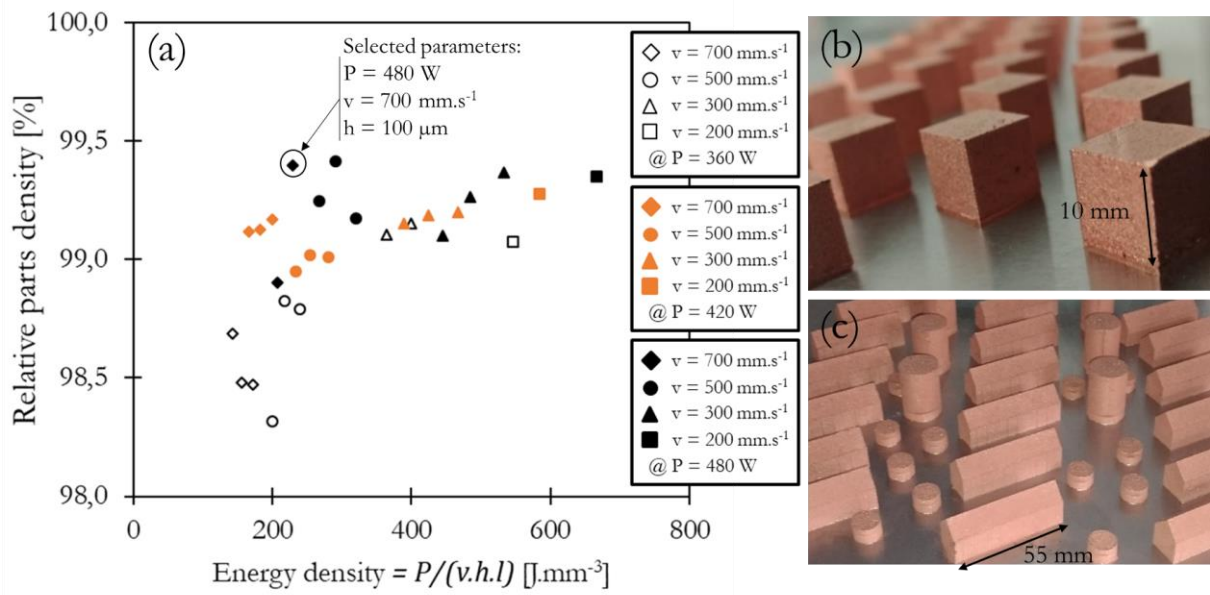 (a)
Selected parameters:
P = 480 W
v = 700 mm.s⁻¹
h = 100 µm
Relative parts density [%]
100,0
99,5
99,0
98,5
98,0
0
200
400
600
800
Energy density = P/(v.h.l) [J.mm⁻³]
v = 700 mm.s⁻¹
v = 500 mm.s⁻¹
v = 300 mm.s⁻¹
v = 200 mm.s⁻¹
@ P = 360 W
v = 700 mm.s⁻¹
v = 500 mm.s⁻¹
v = 300 mm.s⁻¹
v = 200 mm.s⁻¹
@ P = 420 W
v = 700 mm.s⁻¹
v = 500 mm.s⁻¹
v = 300 mm.s⁻¹
v = 200 mm.s⁻¹
@ P = 480 W
(b)
10 mm
(c)
55 mm